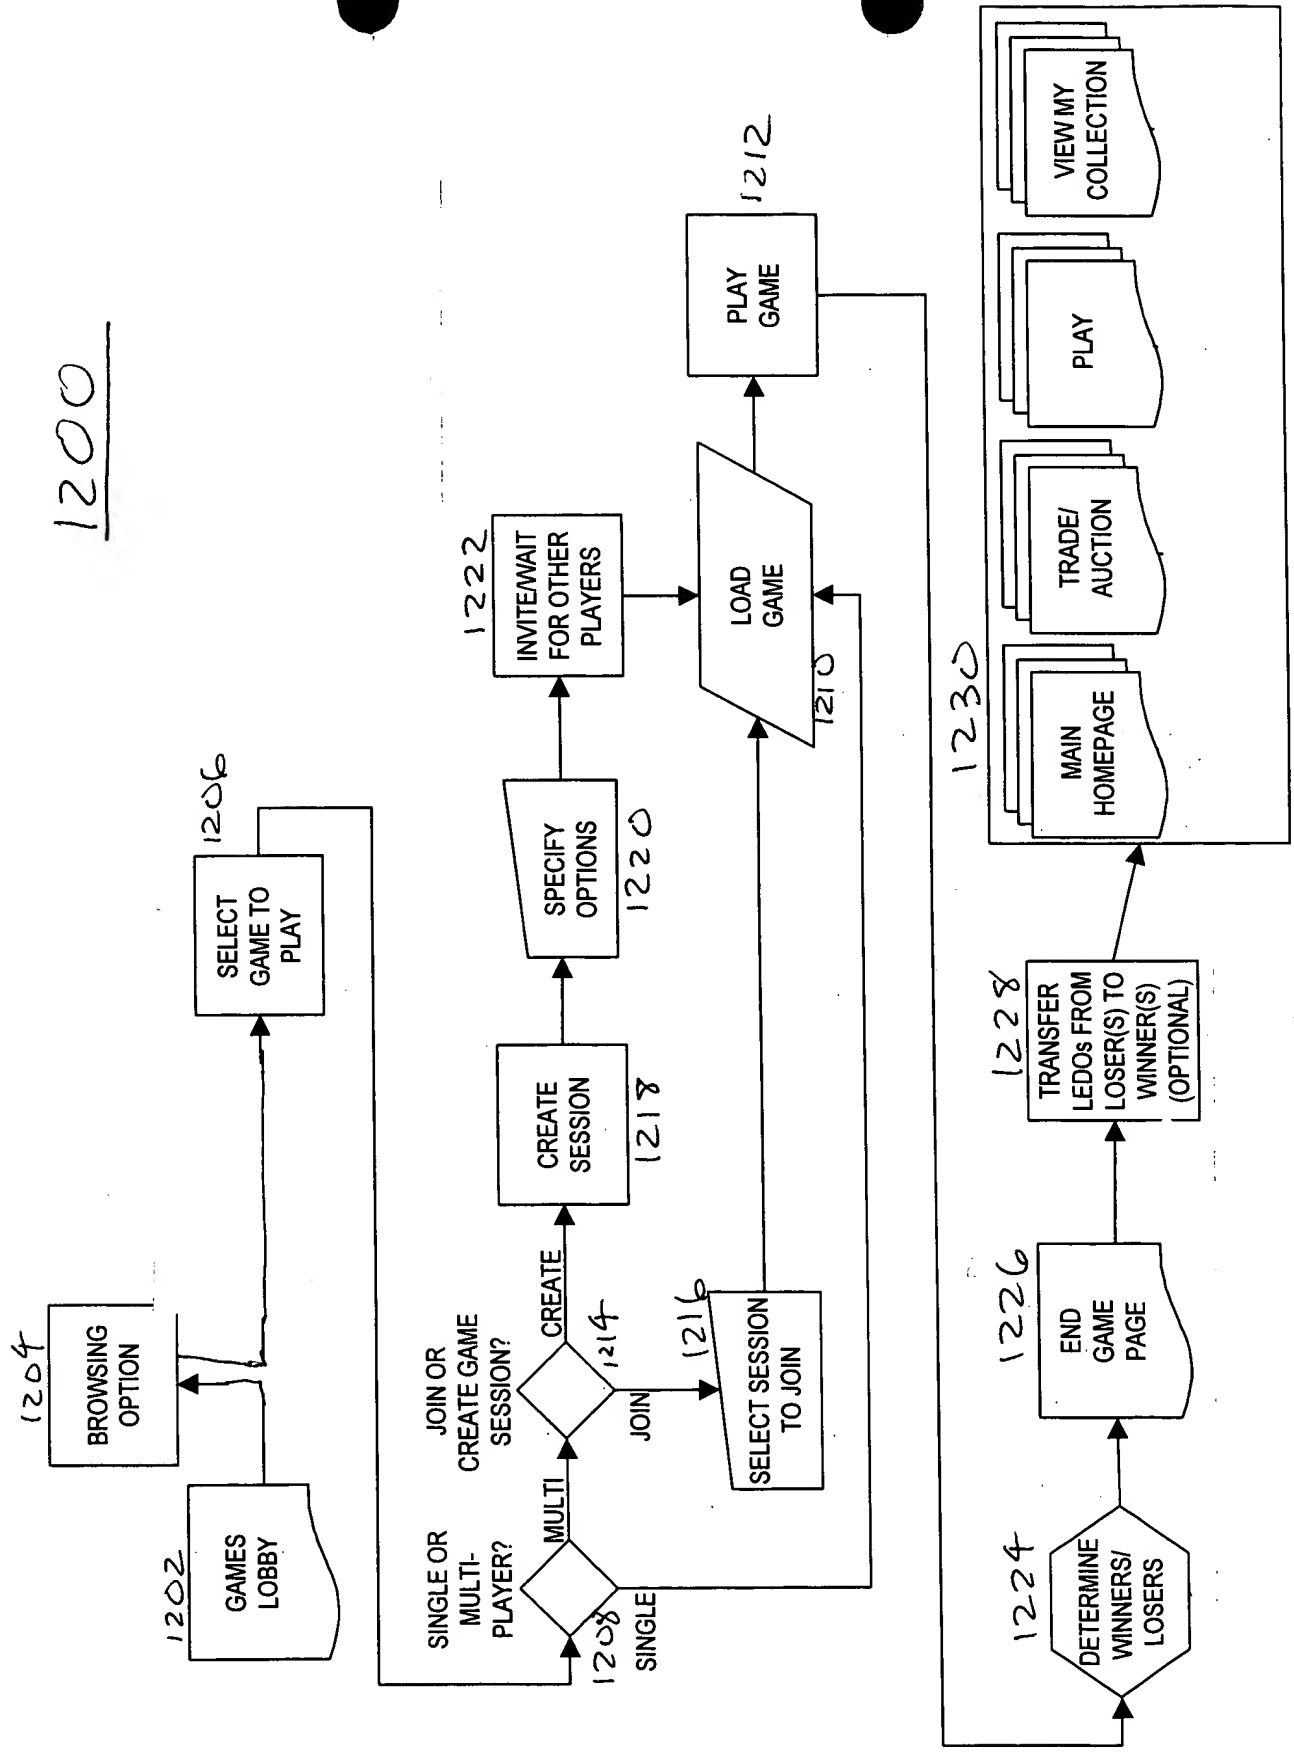 1200
1204
BROWSING
OPTION
1202
GAMES
LOBBY
1206
SELECT
GAME TO
PLAY
SINGLE OR
MULTI-
PLAYER?
1208
MULTI
SINGLE
JOIN OR
CREATE GAME
SESSION?
1214
CREATE
JOIN
1216
SELECT SESSION
TO JOIN
CREATE
SESSION
1218
SPECIFY
OPTIONS
1220
1222
INVITE/WAIT
FOR OTHER
PLAYERS
LOAD
GAME
1210
PLAY
GAME
1212
1224
DETERMINE
WINNERS/
LOSERS
1226
END
GAME
PAGE
1228
TRANSFER
LEDOs FROM
LOSER(S) TO
WINNER(S)
(OPTIONAL)
1230
MAIN
HOMEPAGE
TRADE/
AUCTION
PLAY
VIEW MY
COLLECTION